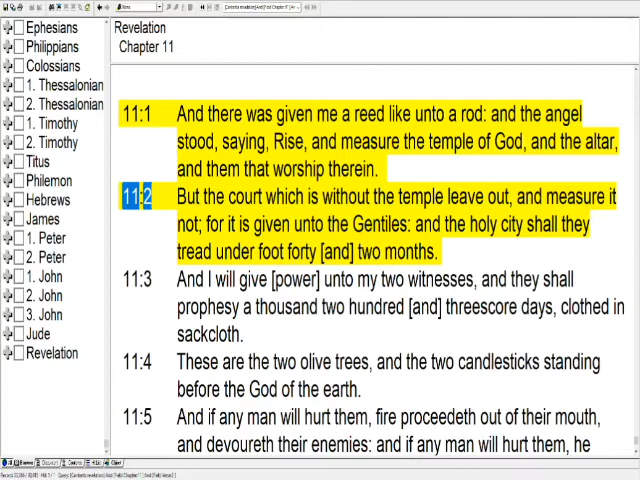 Ephesians
Philippians
Colossians
1. Thessalonian
2. Thessalonian
1. Timothy
2. Timothy
Titus
Philemon
Hebrews
James
1. Peter
2. Peter
1. John
2. John
3. John
Jude
Revelation
Revelation
Chapter 11
11:1 And there was given me a reed like unto a rod: and the angel
stood, saying, Rise, and measure the temple of God, and the altar,
and them that worship therein.
11:2 But the court which is without the temple leave out, and measure it
not; for it is given unto the Gentiles: and the holy city shall they
tread under foot forty [and] two months.
11:3 And I will give [power] unto my two witnesses, and they shall
prophesy a thousand two hundred [and] threescore days, clothed in
sackcloth.
11:4 These are the two olive trees, and the two candlesticks standing
before the God of the earth.
11:5 And if any man will hurt them, fire proceedeth out of their mouth,
and devoureth their enemies: and if any man will hurt them, he